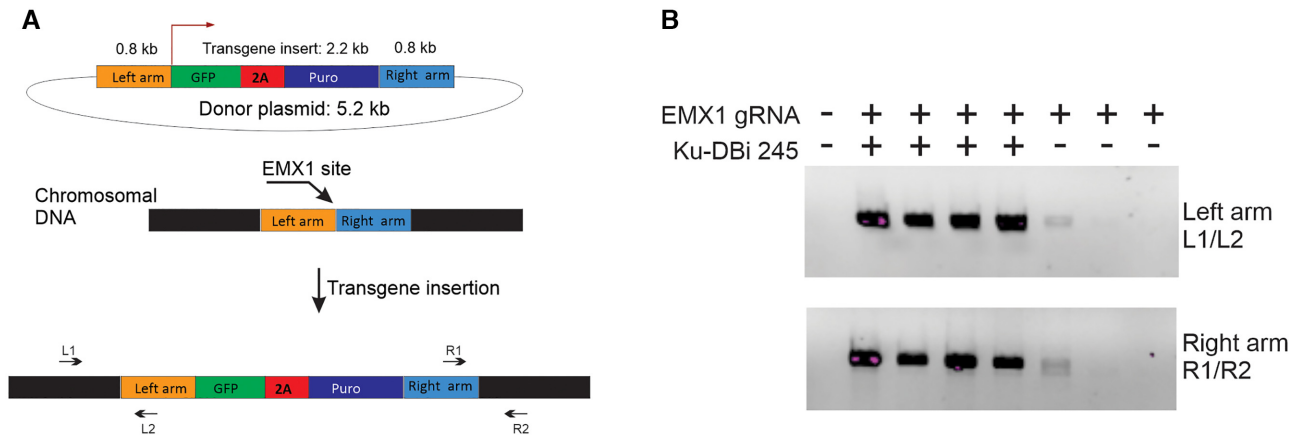 A
0.8 kb Transgene insert: 2.2 kb 0.8 kb
Left arm GFP 2A Puro Right arm
Donor plasmid: 5.2 kb
EMX1 site
Chromosomal
DNA
Left arm Right arm
Transgene insertion
L1 R1
Left arm GFP 2A Puro Right arm
L2 R2
B
EMX1 gRNA - + + + + + + +
Ku-DBi 245 - + + + + - - -
Left arm
L1/L2
Right arm
R1/R2